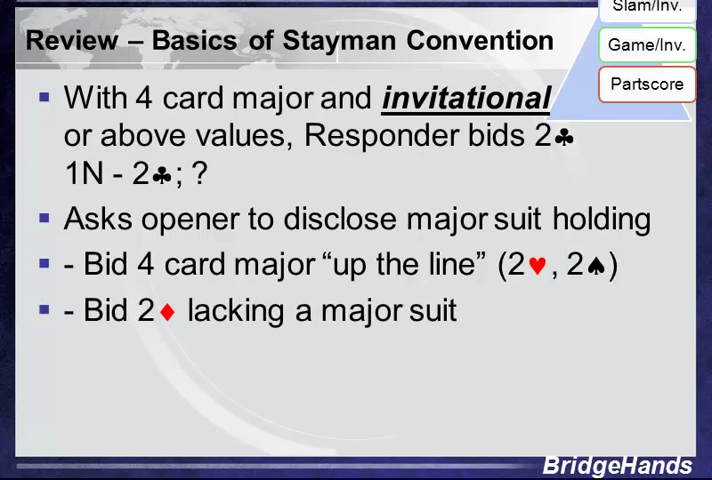 Slam/Inv.
Review – Basics of Stayman Convention
Game/Inv.
Partscore
▪ With 4 card major and invitational
or above values, Responder bids 2♣
1N - 2♣; ?
▪ Asks opener to disclose major suit holding
▪ - Bid 4 card major “up the line” (2♥, 2♠)
▪ - Bid 2♦ lacking a major suit
BridgeHands